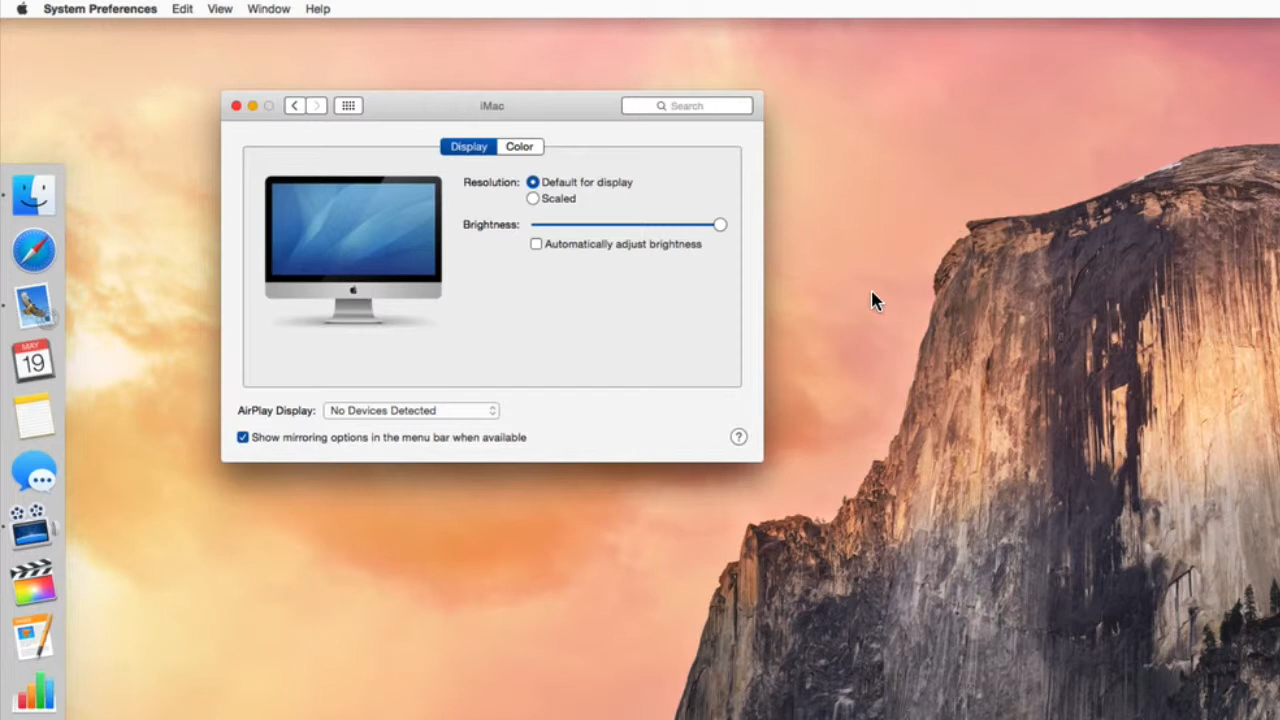 System Preferences Edit View Window Help
iMac
Search
Display Color
Resolution: Default for display
Scaled
Brightness:
Automatically adjust brightness
AirPlay Display: No Devices Detected
Show mirroring options in the menu bar when available ?
MAY
19